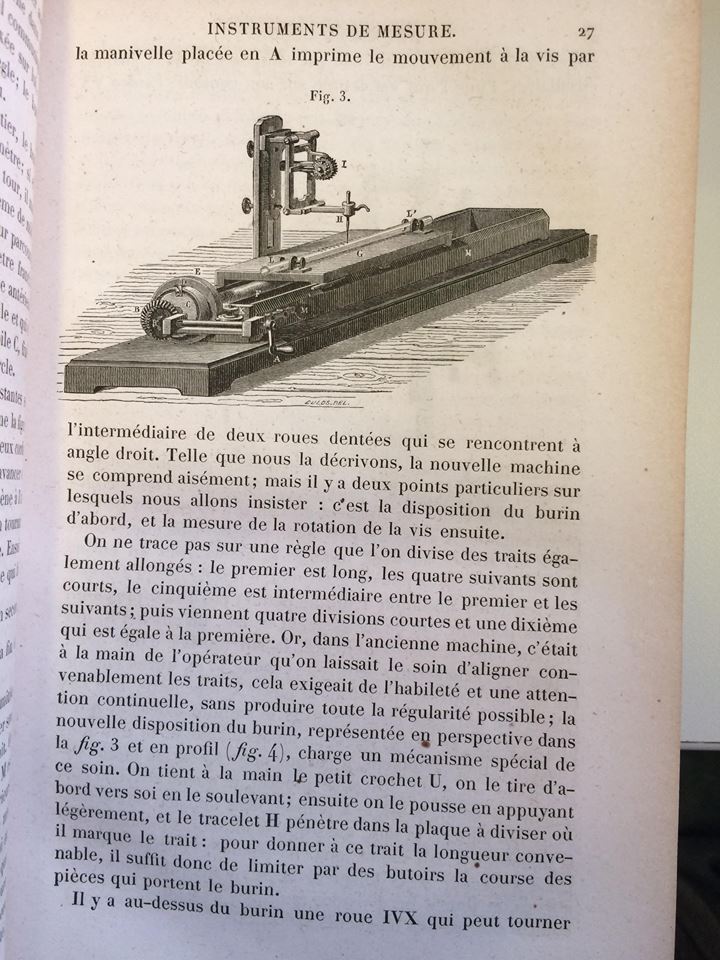 INSTRUMENTS DE MESURE. 27
la manivelle placée en A imprime le mouvement à la vis par
Fig. 3.
I
H
L'
L
G
M
E
B
C
M
l'intermédiaire de deux roues dentées qui se rencontrent à
angle droit. Telle que nous la décrivons, la nouvelle machine
se comprend aisément; mais il y a deux points particuliers sur
lesquels nous allons insister : c'est la disposition du burin
d'abord, et la mesure de la rotation de la vis ensuite.
On ne trace pas sur une règle que l'on divise des traits éga-
lement allongés : le premier est long, les quatre suivants sont
courts, le cinquième est intermédiaire entre le premier et les
suivants; puis viennent quatre divisions courtes et une dixième
qui est égale à la première. Or, dans l'ancienne machine, c'était
à la main de l'opérateur qu'on laissait le soin d'aligner con-
venablement les traits, cela exigeait de l'habileté et une atten-
tion continuelle, sans produire toute la régularité possible; la
nouvelle disposition du burin, représentée en perspective dans
la fig. 3 et en profil (fig. 4), charge un mécanisme spécial de
ce soin. On tient à la main le petit crochet U, on le tire d'a-
bord vers soi en le soulevant; ensuite on le pousse en appuyant
légèrement, et le tracelet H pénètre dans la plaque à diviser où
il marque le trait : pour donner à ce trait la longueur conve-
nable, il suffit donc de limiter par des butoirs la course des
pièces qui portent le burin.
Il y a au-dessus du burin une roue IVX qui peut tourner